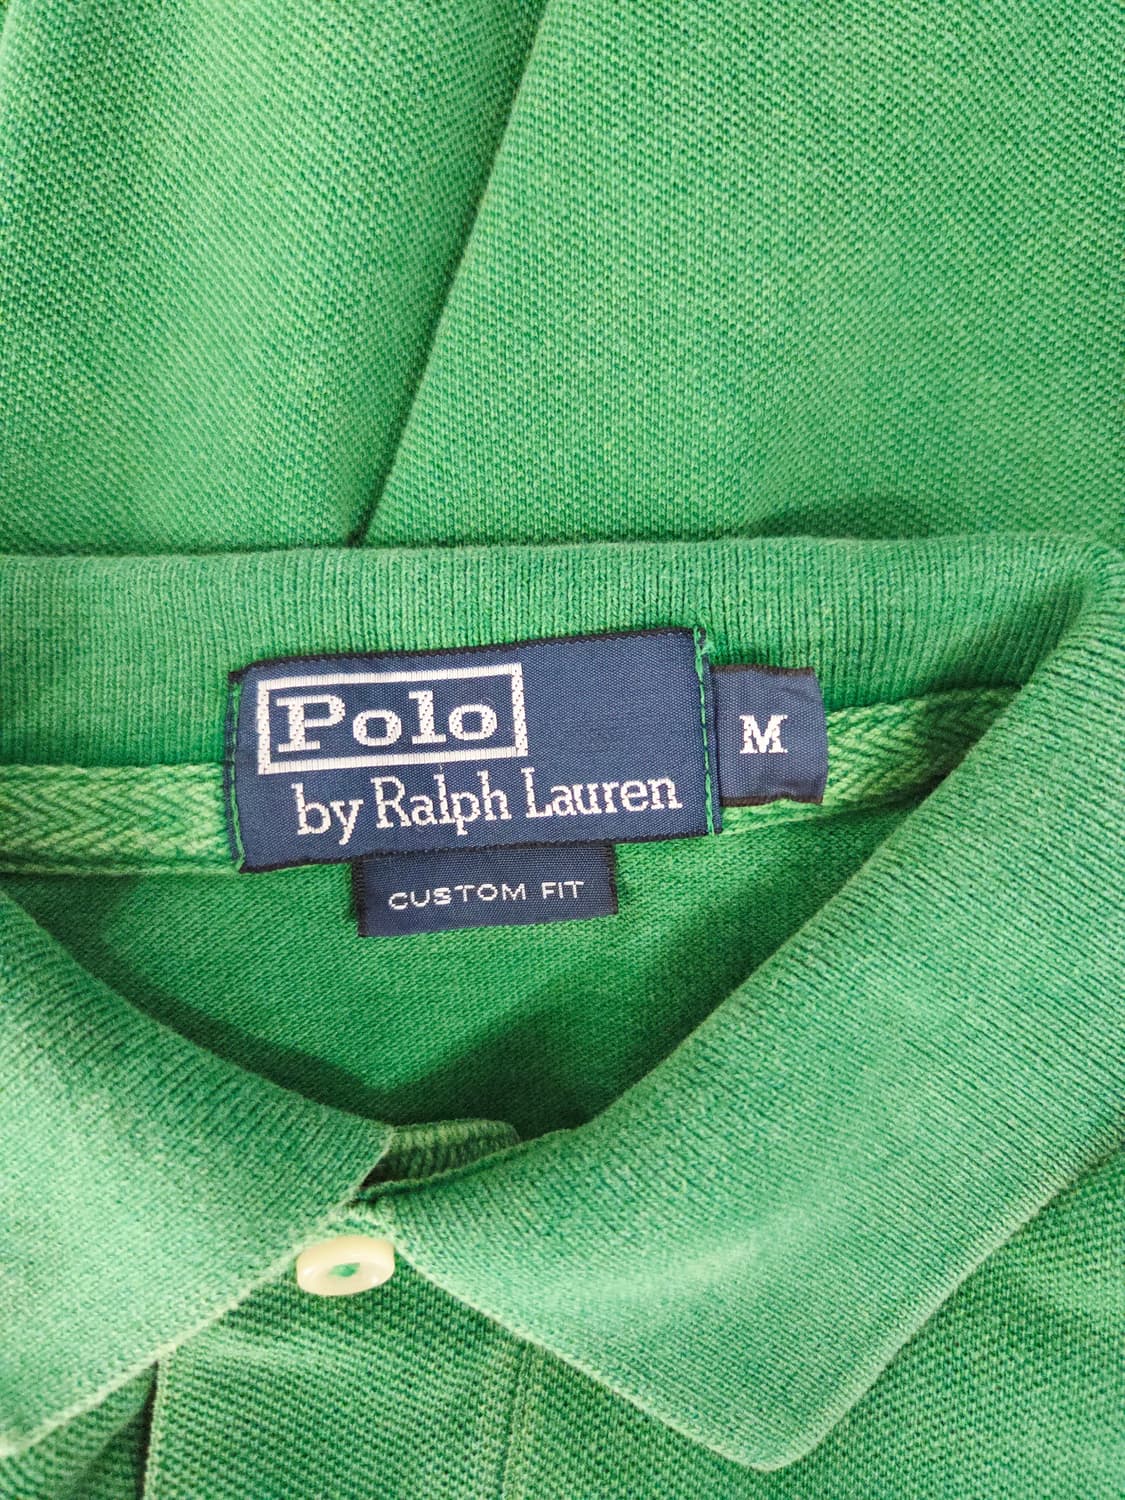 Polo
by Ralph Lauren
M
CUSTOM FIT